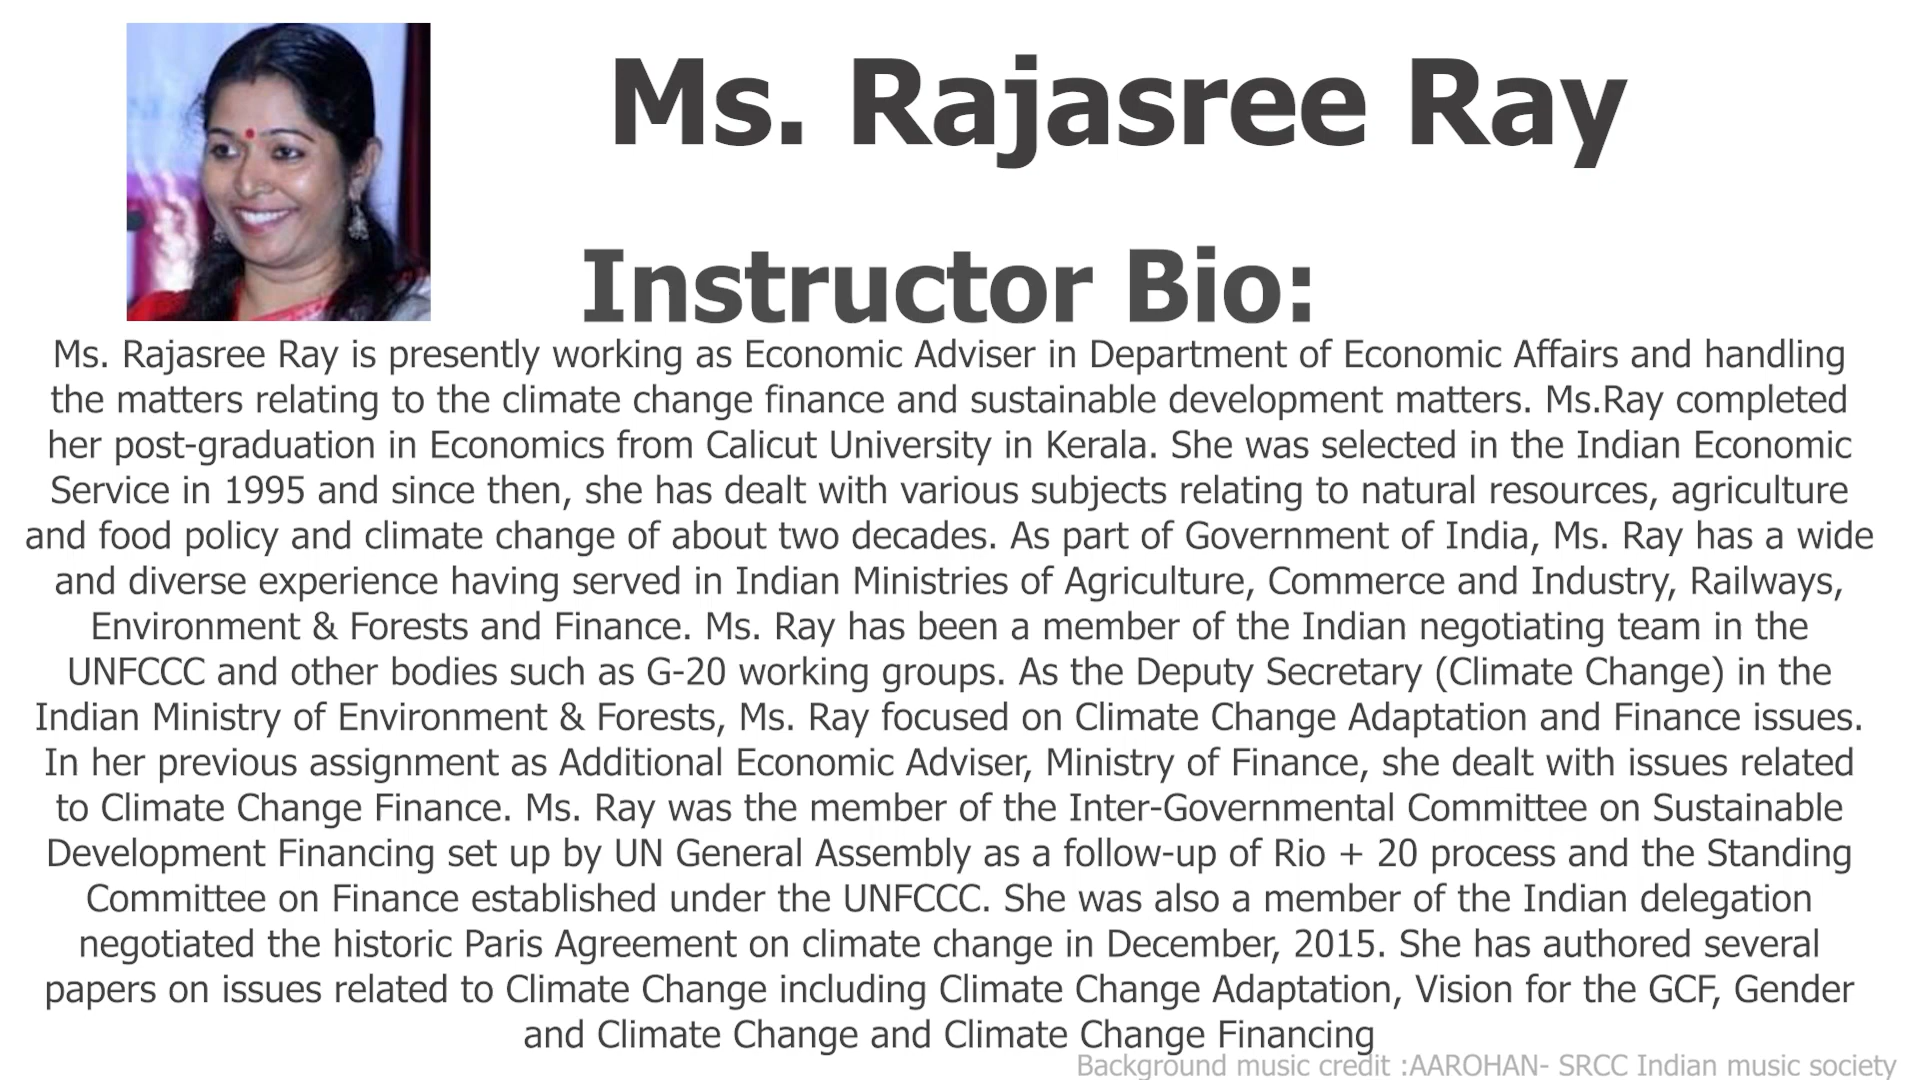 Ms. Rajasree Ray
Instructor Bio:
Ms. Rajasree Ray is presently working as Economic Adviser in Department of Economic Affairs and handling
the matters relating to the climate change finance and sustainable development matters. Ms.Ray completed
her post-graduation in Economics from Calicut University in Kerala. She was selected in the Indian Economic
Service in 1995 and since then, she has dealt with various subjects relating to natural resources, agriculture
and food policy and climate change of about two decades. As part of Government of India, Ms. Ray has a wide
and diverse experience having served in Indian Ministries of Agriculture, Commerce and Industry, Railways,
Environment & Forests and Finance. Ms. Ray has been a member of the Indian negotiating team in the
UNFCCC and other bodies such as G-20 working groups. As the Deputy Secretary (Climate Change) in the
Indian Ministry of Environment & Forests, Ms. Ray focused on Climate Change Adaptation and Finance issues.
In her previous assignment as Additional Economic Adviser, Ministry of Finance, she dealt with issues related
to Climate Change Finance. Ms. Ray was the member of the Inter-Governmental Committee on Sustainable
Development Financing set up by UN General Assembly as a follow-up of Rio + 20 process and the Standing
Committee on Finance established under the UNFCCC. She was also a member of the Indian delegation
negotiated the historic Paris Agreement on climate change in December, 2015. She has authored several
papers on issues related to Climate Change including Climate Change Adaptation, Vision for the GCF, Gender
and Climate Change and Climate Change Financing
Background music credit :AAROHAN- SRCC Indian music society